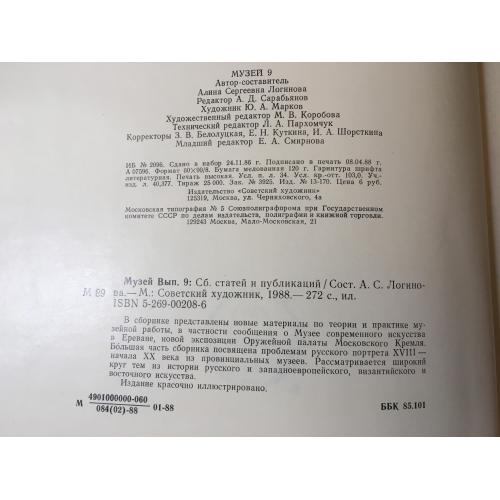 МУЗЕЙ 9
Автор-составитель
Алина Сергеевна Логинова
Редактор А. Д. Сарабьянов
Художник Ю. А. Марков
Художественный редактор М. В. Коробова
Технический редактор Л. А. Пархомчук
Корректоры З. В. Белолуцкая, Е. Н. Куткина, И. А. Шорсткина
Младший редактор Е. А. Смирнова
ИБ № 2096. Сдано в набор 24.11.86 г. Подписано в печать 08.04.88 г.
А 07596. Формат 60×90/8. Бумага мелованная 120 г. Гарнитура шрифта
литературная. Печать высокая. Усл. п. л. 34. Усл. кр.-отт. 103,0. Уч.-
изд. л. 40,377. Тираж 25 000. Зак. № 3925. Изд. № 13-170. Цена 6 руб.
Издательство «Советский художник»
125319, Москва, ул. Черняховского, 4а
Московская типография № 5 Союзполиграфпрома при Государственном
комитете СССР по делам издательств, полиграфии и книжной торговли.
129243 Москва, Мало-Московская, 21
Музей Вып. 9: Сб. статей и публикаций / Сост. А. С. Логино-
М 89 ва.— М.: Советский художник, 1988.— 272 с., ил.
ISBN 5-269-00208-6
В сборнике представлены новые материалы по теории и практике му-
зейной работы, в частности сообщения о Музее современного искусства
в Ереване, новой экспозиции Оружейной палаты Московского Кремля.
Бо́льшая часть сборника посвящена проблемам русского портрета XVIII —
начала XX века из провинциальных музеев. Рассматривается широкий
круг тем из истории русского и западноевропейского, византийского и
восточного искусства.
Издание красочно иллюстрировано.
М 4901000000-060
084(02)-88 01-88
ББК 85.101